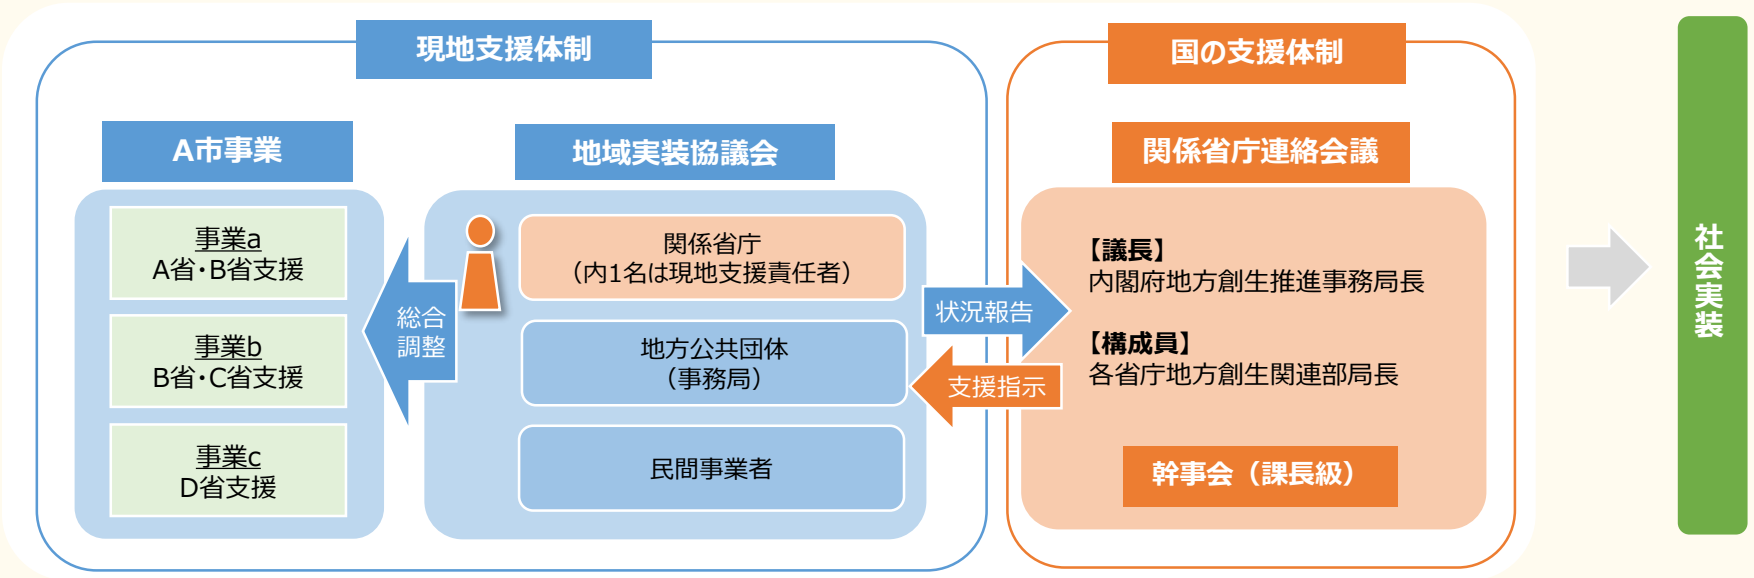 現地支援体制
A市事業
事業a
A省・B省支援
事業b
B省・C省支援
事業c
D省支援
総合
調整
地域実装協議会
関係省庁
（内1名は現地支援責任者）
地方公共団体
（事務局）
民間事業者
状況報告
支援指示
国の支援体制
関係省庁連絡会議
【議長】
内閣府地方創生推進事務局長
【構成員】
各省庁地方創生関連部局長
幹事会（課長級）
社会実装